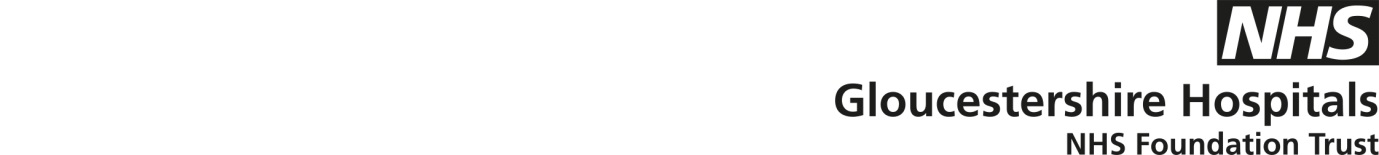 NHS
Gloucestershire Hospitals
NHS Foundation Trust